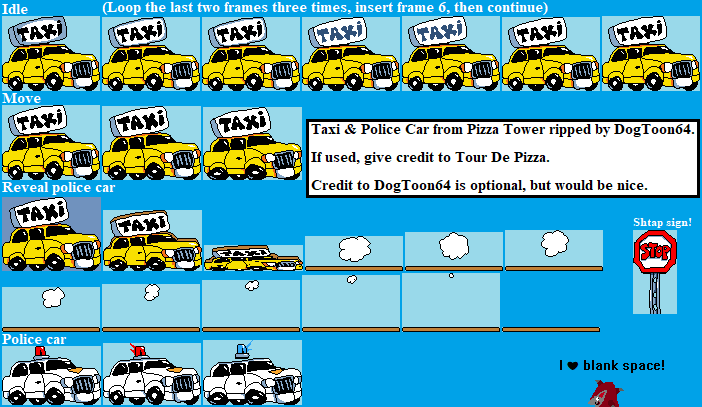 Idle
(Loop the last two frames three times, insert frame 6, then continue)
TAXi TAXi TAXi TAXi TAXi TAXi TAXi
Move
TAXi TAXi TAXi
Taxi & Police Car from Pizza Tower ripped by DogToon64.
If used, give credit to Tour De Pizza.
Credit to DogToon64 is optional, but would be nice.
Reveal police car
TAXi TAXi
Shtap sign!
STOP
Police car
I ♥ blank space!